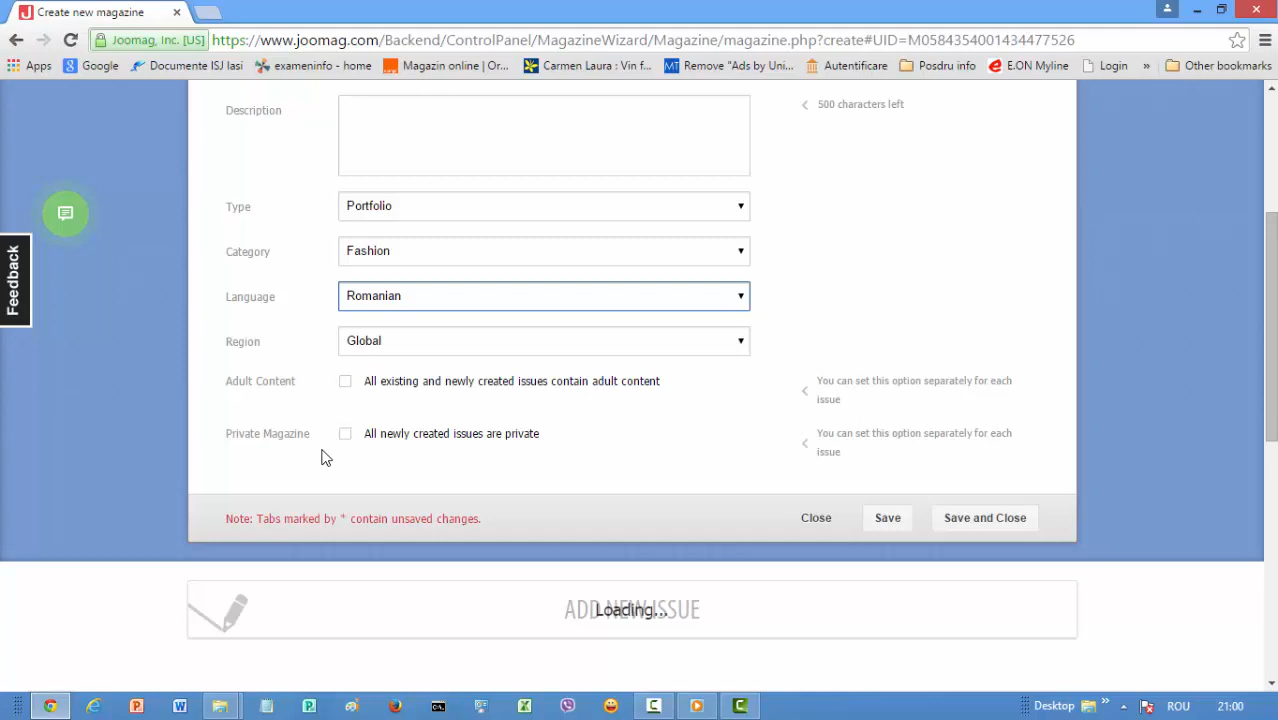 Create new magazine
Joomag, Inc. [US]
https://www.joomag.com/Backend/ControlPanel/MagazineWizard/Magazine/magazine.php?create#UID=M0584354001434477526
Apps Google Documente ISJ Iasi exameninfo - home Magazin online | Or... Carmen Laura : Vin f... Remove "Ads by Uni... Autentificare Posdru info E.ON Myline Login » Other bookmarks
Description
500 characters left
Type
Portfolio
Category
Fashion
Language
Romanian
Region
Global
Adult Content
All existing and newly created issues contain adult content
You can set this option separately for each
issue
Private Magazine
All newly created issues are private
You can set this option separately for each
issue
Feedback
Note: Tabs marked by * contain unsaved changes.
Close
Save
Save and Close
ADD NEW ISSUE
Loading...
Desktop » ROU 21:00